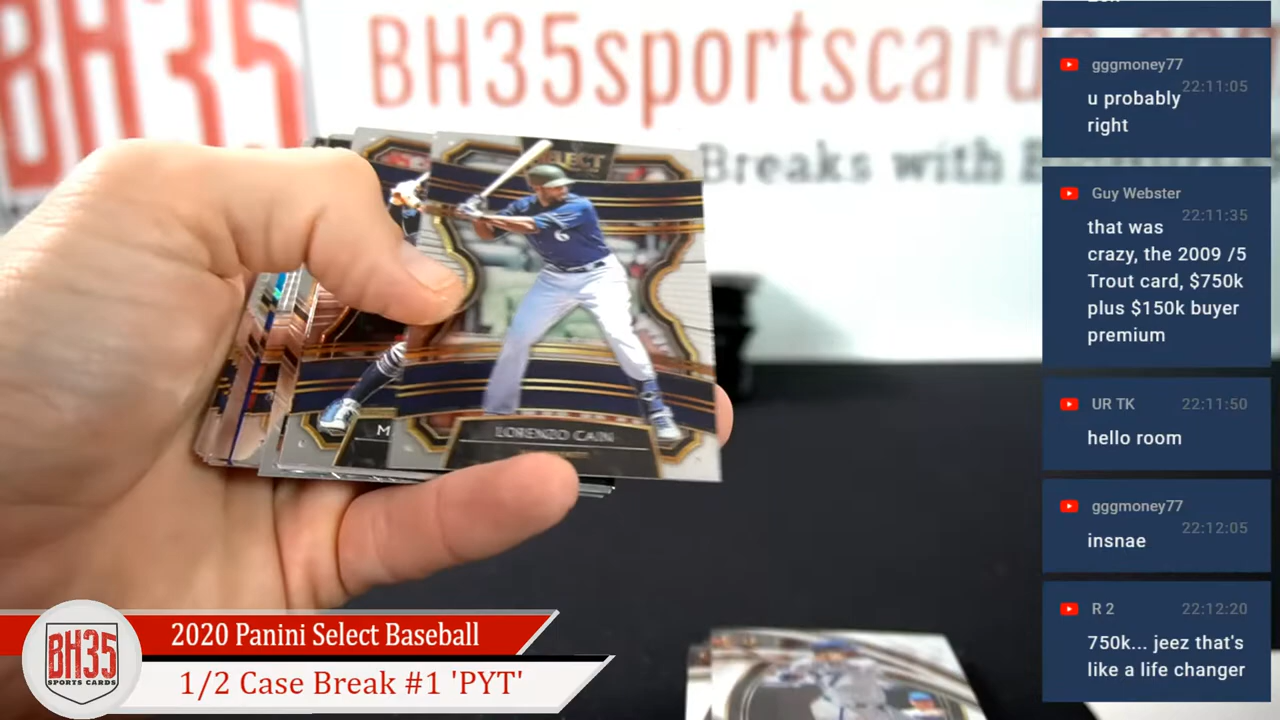 BH35
BH35sportscards
Breaks with
SELECT
6
M
LORENZO CAIN
gggmoney77
22:11:05
u probably
right
Guy Webster
22:11:35
that was
crazy, the 2009 /5
Trout card, $750k
plus $150k buyer
premium
UR TK 22:11:50
hello room
gggmoney77
22:12:05
insnae
R 2 22:12:20
750k... jeez that's
like a life changer
BH35
SPORTS CARDS
2020 Panini Select Baseball
1/2 Case Break #1 'PYT'